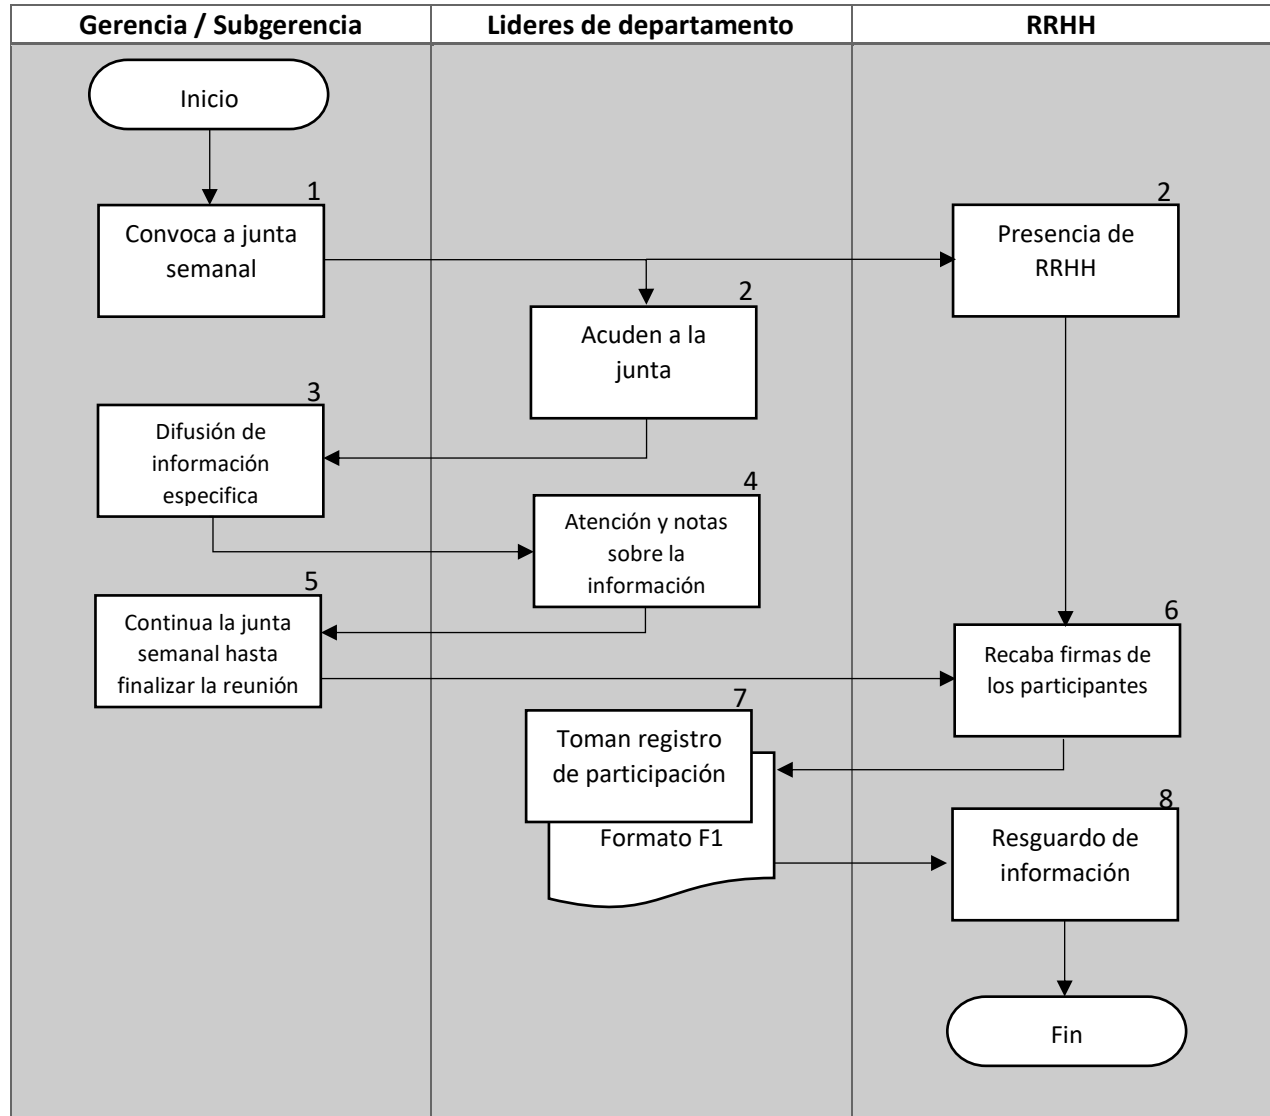 Gerencia / Subgerencia
Lideres de departamento
RRHH
Inicio
1
Convoca a junta
semanal
2
Presencia de
RRHH
2
Acuden a la
junta
3
Difusión de
información
especifica
4
Atención y notas
sobre la
información
5
Continua la junta
semanal hasta
finalizar la reunión
6
Recaba firmas de
los participantes
7
Toman registro
de participación
Formato F1
8
Resguardo de
información
Fin